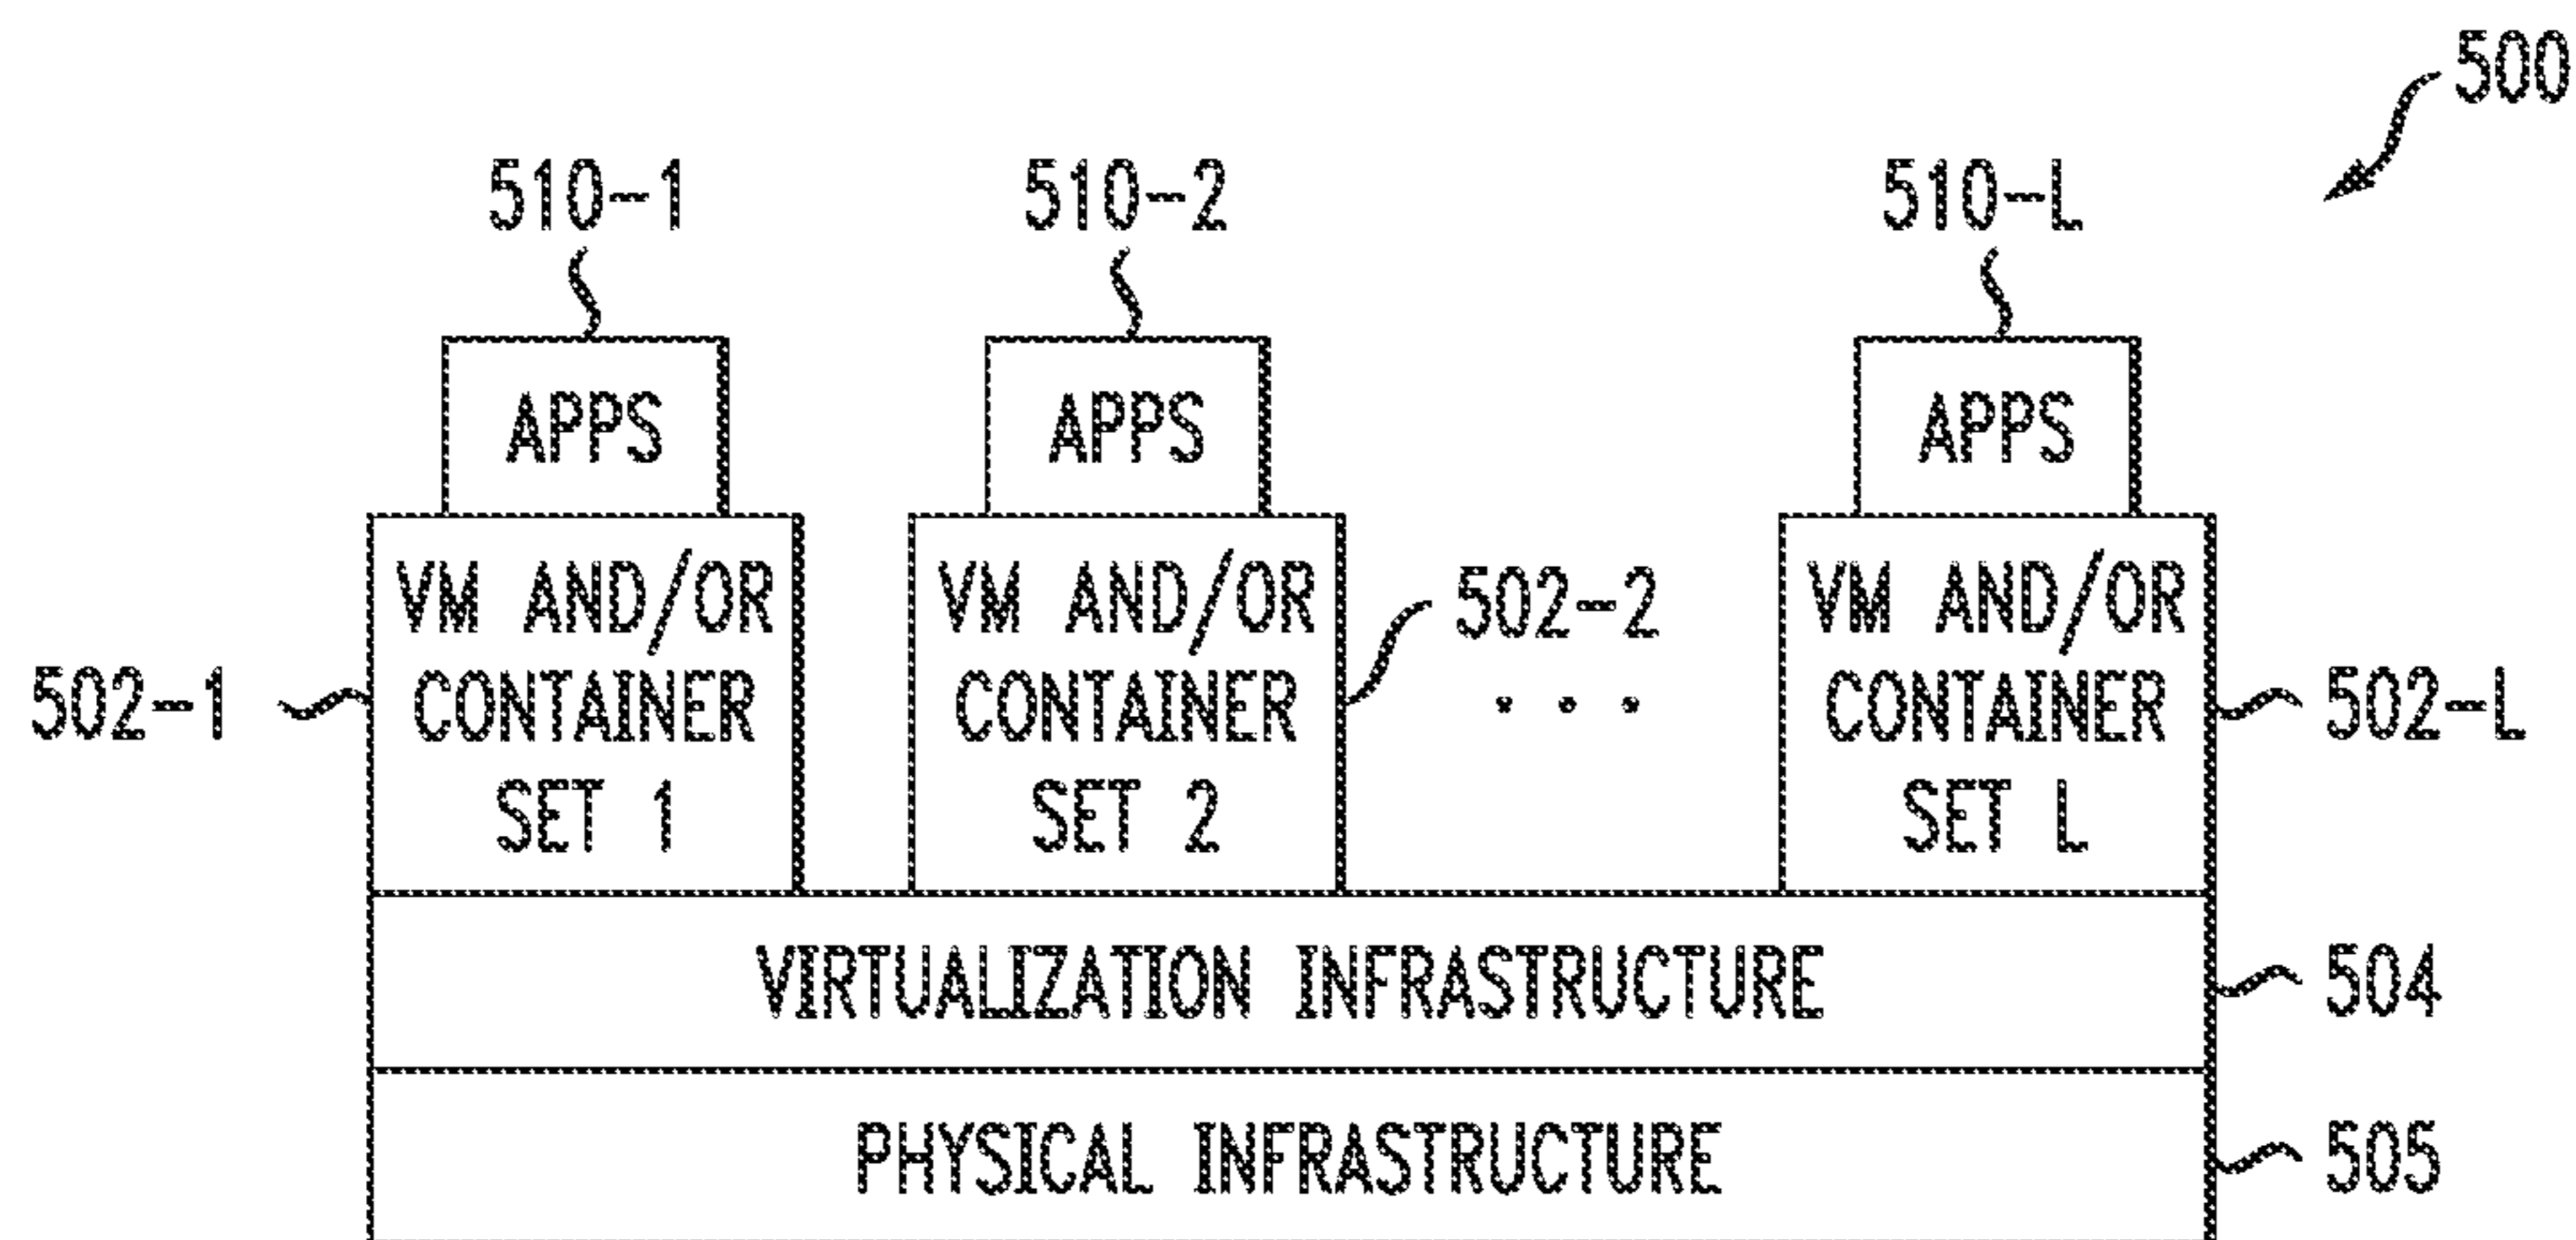 500
510-1 510-2 510-L
APPS APPS APPS
VM AND/OR VM AND/OR VM AND/OR
502-2
CONTAINER CONTAINER CONTAINER
502-1 . . . 502-L
SET 1 SET 2 SET L
VIRTUALIZATION INFRASTRUCTURE 504
PHYSICAL INFRASTRUCTURE 505